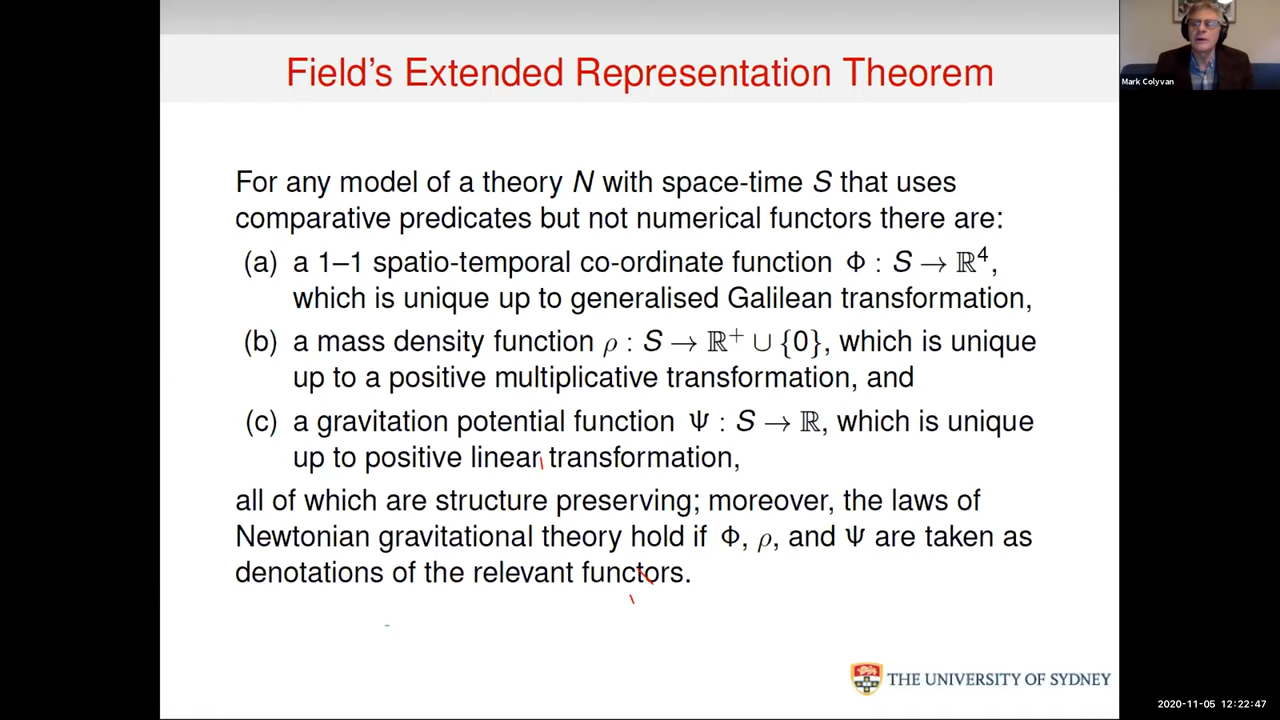 Field's Extended Representation Theorem
Mark Colyvan
For any model of a theory N with space-time S that uses
comparative predicates but not numerical functors there are:
(a) a 1–1 spatio-temporal co-ordinate function Φ : S → ℝ⁴,
which is unique up to generalised Galilean transformation,
(b) a mass density function ρ : S → ℝ⁺ ∪ {0}, which is unique
up to a positive multiplicative transformation, and
(c) a gravitation potential function Ψ : S → ℝ, which is unique
up to positive linear transformation,
all of which are structure preserving; moreover, the laws of
Newtonian gravitational theory hold if Φ, ρ, and Ψ are taken as
denotations of the relevant functors.
THE UNIVERSITY OF SYDNEY
2020-11-05 12:22:47